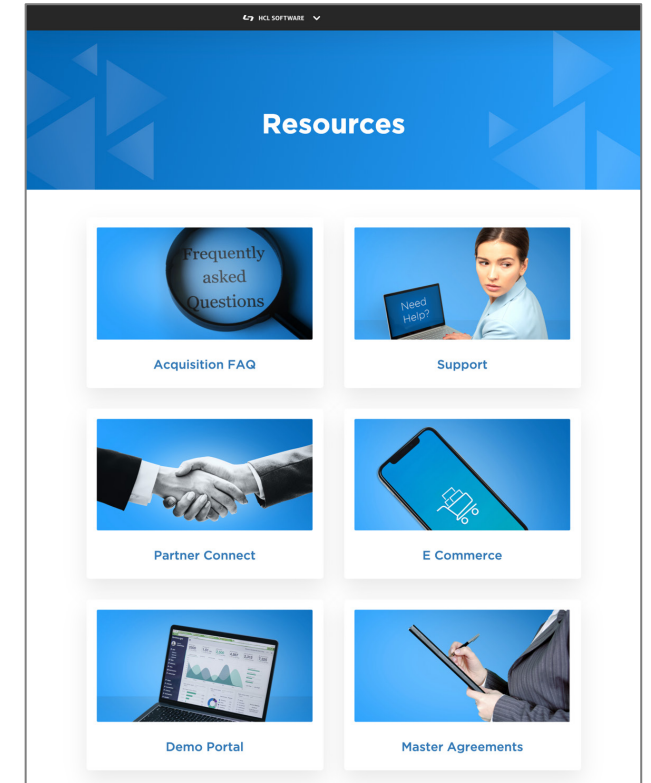 HCL SOFTWARE
Resources
Frequently
asked
Questions
Need
Help?
Acquisition FAQ
Support
Partner Connect
E Commerce
Demo Portal
Master Agreements